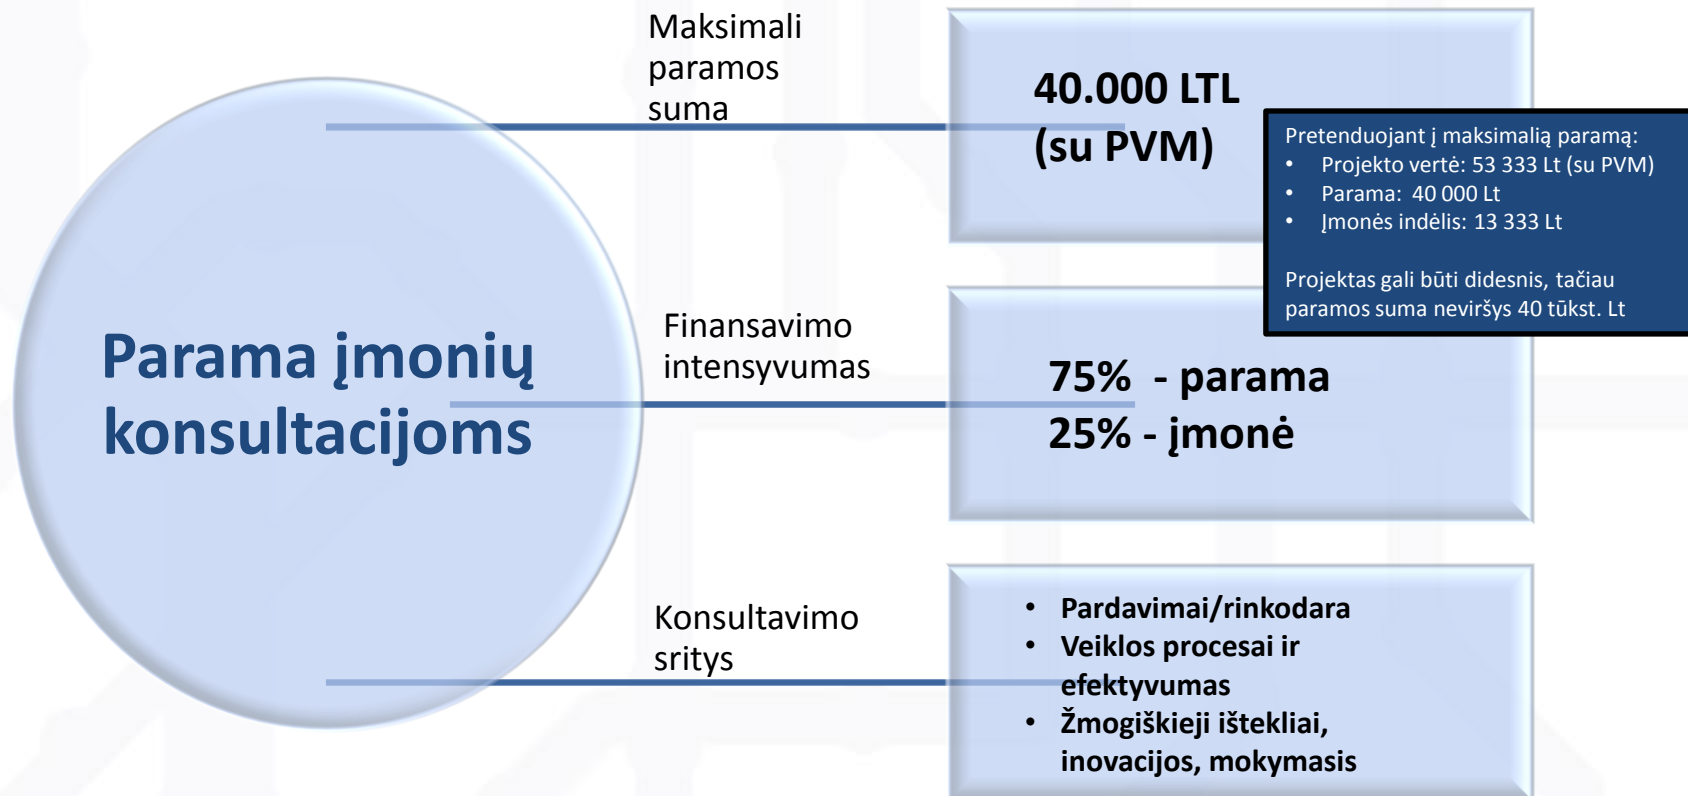 Parama įmonių
konsultacijoms
Maksimali
paramos
suma
40.000 LTL
(su PVM)
Pretenduojant į maksimalią paramą:
• Projekto vertė: 53 333 Lt (su PVM)
• Parama: 40 000 Lt
• Įmonės indėlis: 13 333 Lt
Projektas gali būti didesnis, tačiau
paramos suma neviršys 40 tūkst. Lt
Finansavimo
intensyvumas
75% - parama
25% - įmonė
Konsultavimo
sritys
• Pardavimai/rinkodara
• Veiklos procesai ir
efektyvumas
• Žmogiškieji ištekliai,
inovacijos, mokymasis